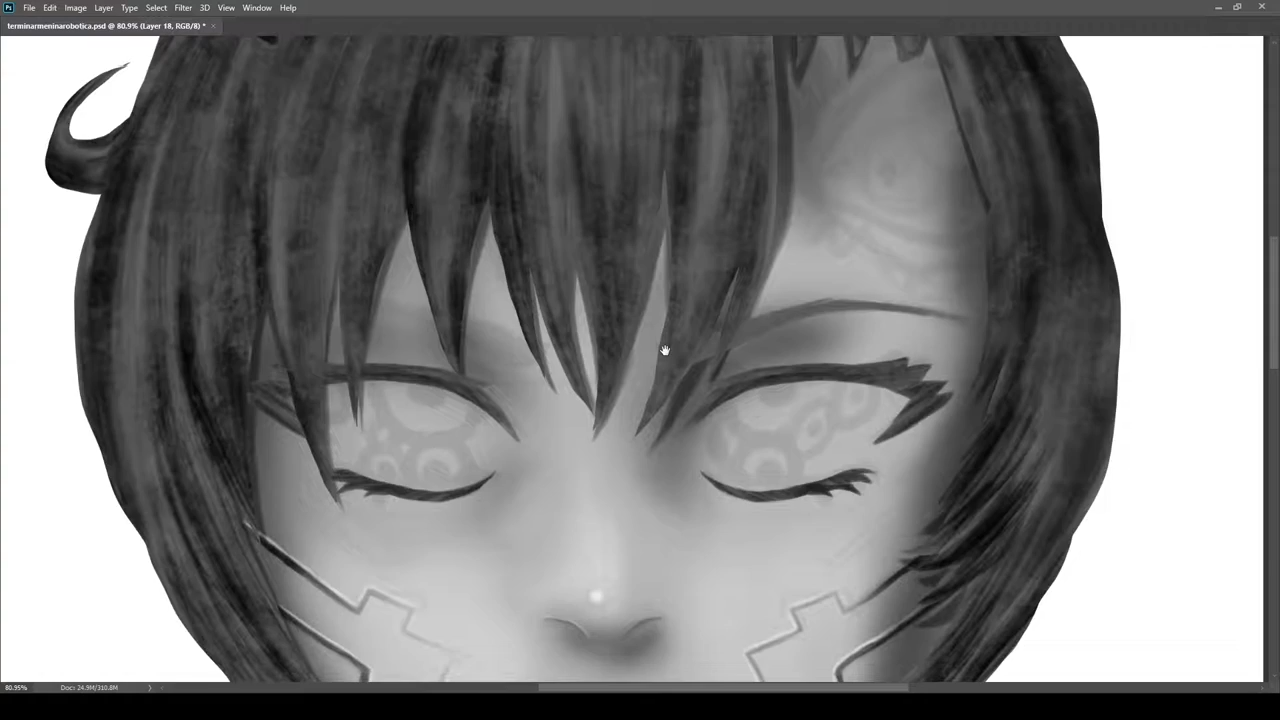 Ps File Edit Image Layer Type Select Filter 3D View Window Help
terminarmeninarobotica.psd @ 80.9% (Layer 18, RGB/8) *
80.95% Doc: 24.9M/310.8M